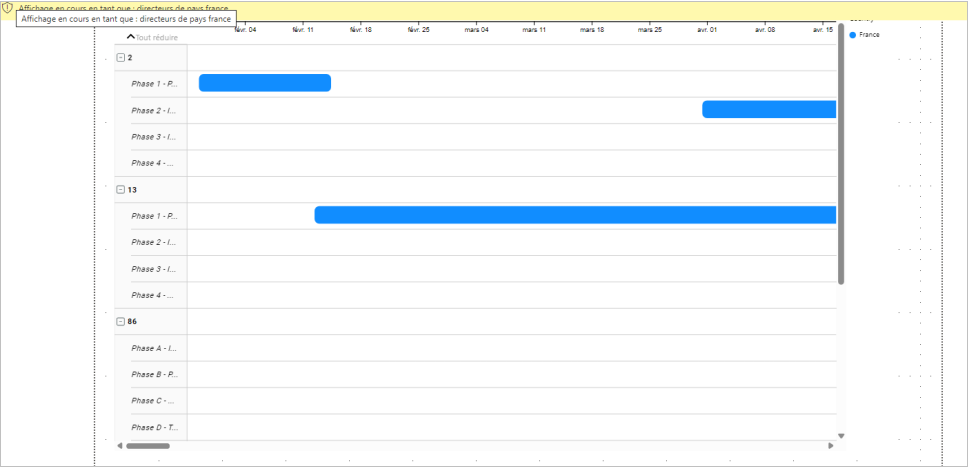 Affichage en cours en tant que : directeurs de pays france
Affichage en cours en tant que : directeurs de pays france
févr. 04 févr. 11 févr. 18 févr. 25 mars 04 mars 11 mars 18 mars 25 avr. 01 avr. 08 avr. 15
Tout réduire
France
2
Phase 1 - P...
Phase 2 - I...
Phase 3 - I...
Phase 4 - ...
13
Phase 1 - P...
Phase 2 - I...
Phase 3 - I...
Phase 4 - ...
86
Phase A - I...
Phase B - P...
Phase C - ...
Phase D - T...